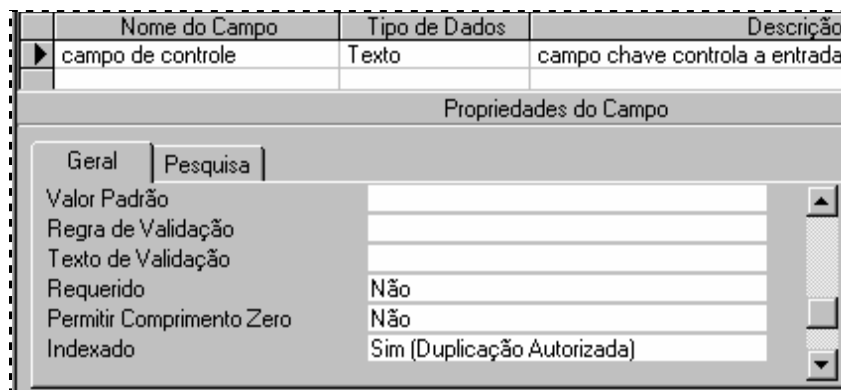 Nome do Campo Tipo de Dados Descrição
campo de controle Texto campo chave controla a entrada
Propriedades do Campo
Geral Pesquisa
Valor Padrão
Regra de Validação
Texto de Validação
Requerido Não
Permitir Comprimento Zero Não
Indexado Sim (Duplicação Autorizada)